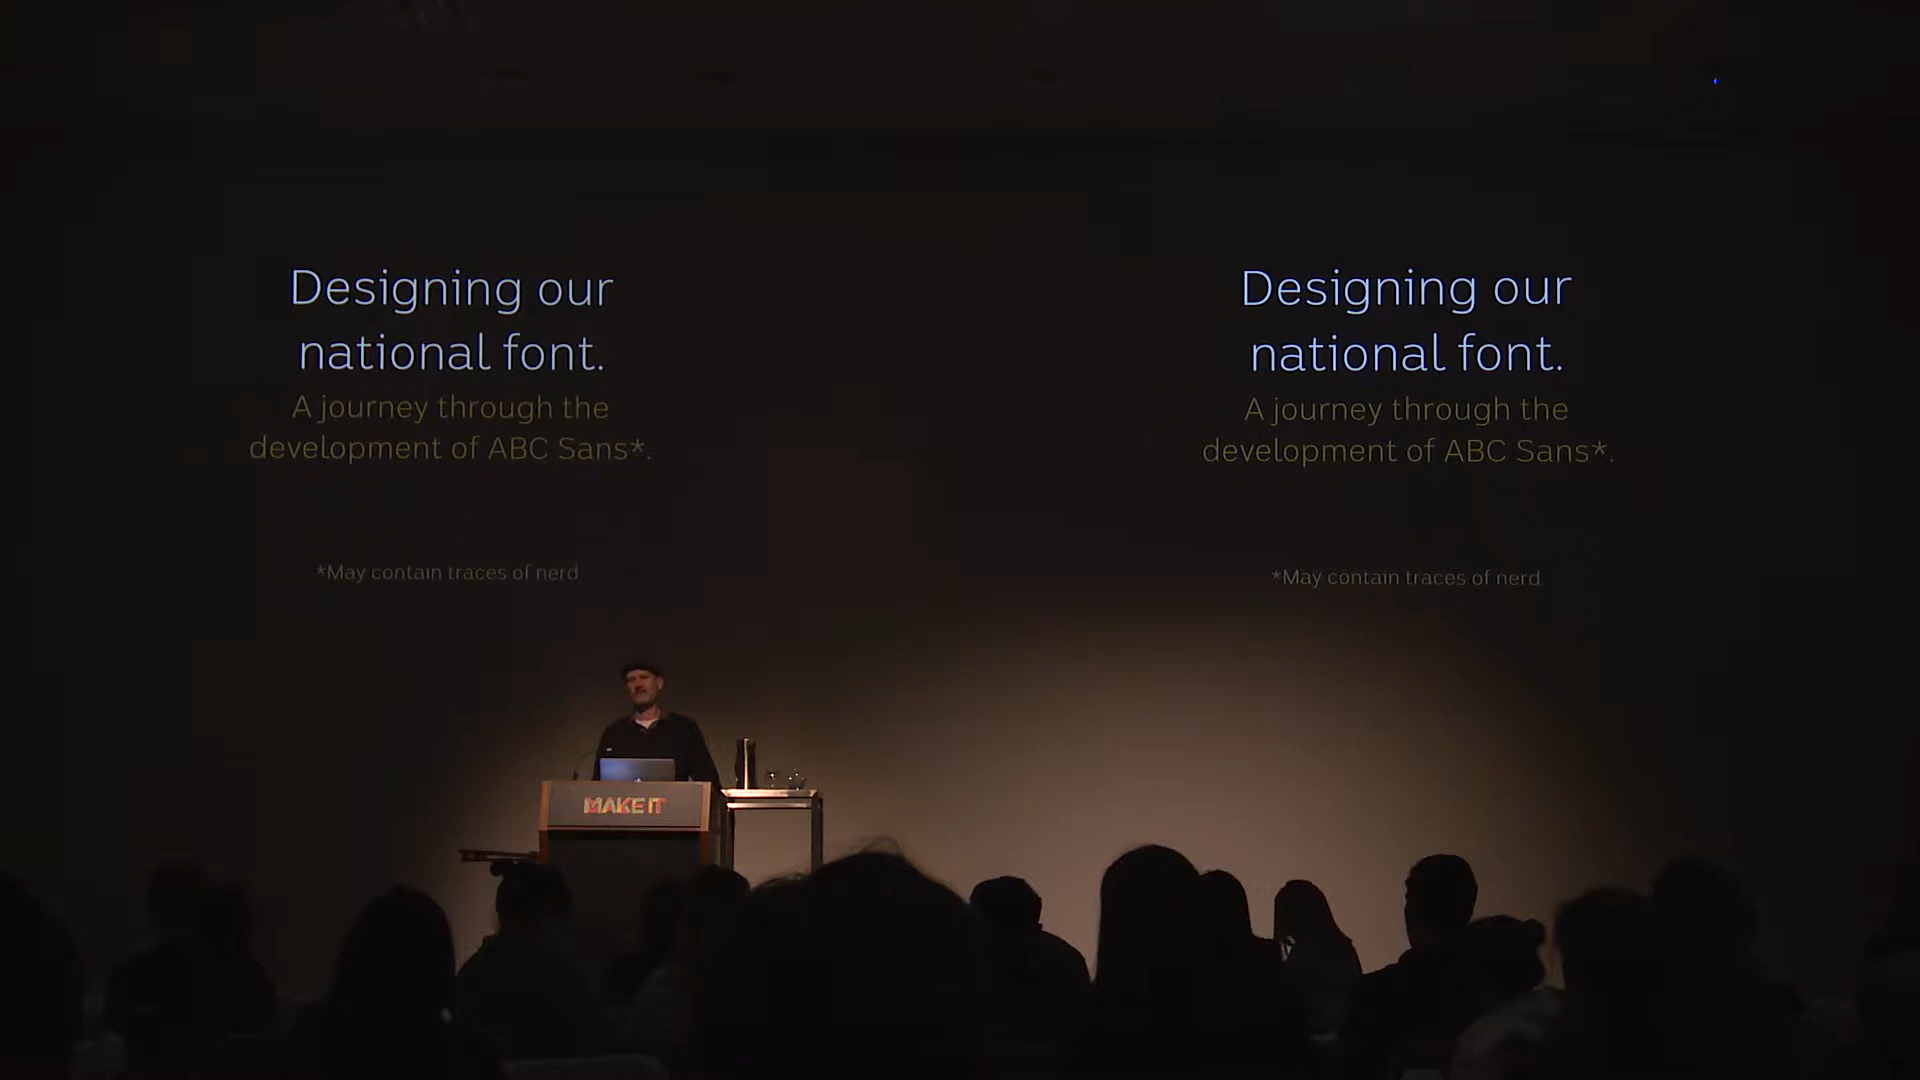 Designing our
national font.
A journey through the
development of ABC Sans*.
*May contain traces of nerd
Designing our
national font.
A journey through the
development of ABC Sans*.
*May contain traces of nerd
MAKE IT